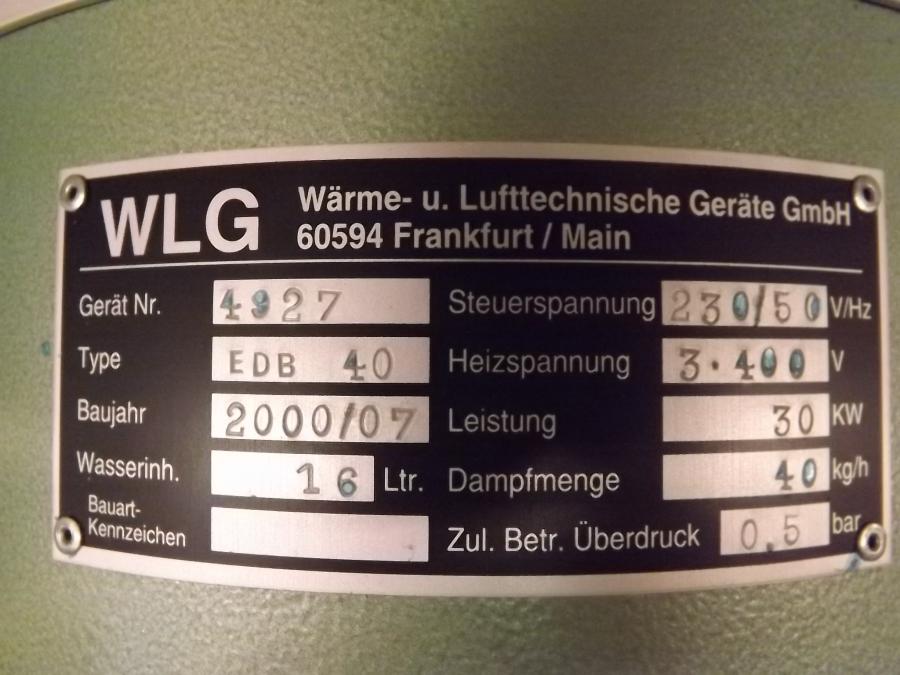 WLG Wärme- u. Lufttechnische Geräte GmbH
60594 Frankfurt / Main
Gerät Nr. 4927 Steuerspannung 230/50 V/Hz
Type EDB 40 Heizspannung 3·400 V
Baujahr 2000/07 Leistung 30 KW
Wasserinh. 16 Ltr. Dampfmenge 40 kg/h
Bauart-
Kennzeichen Zul. Betr. Überdruck 0,5 bar